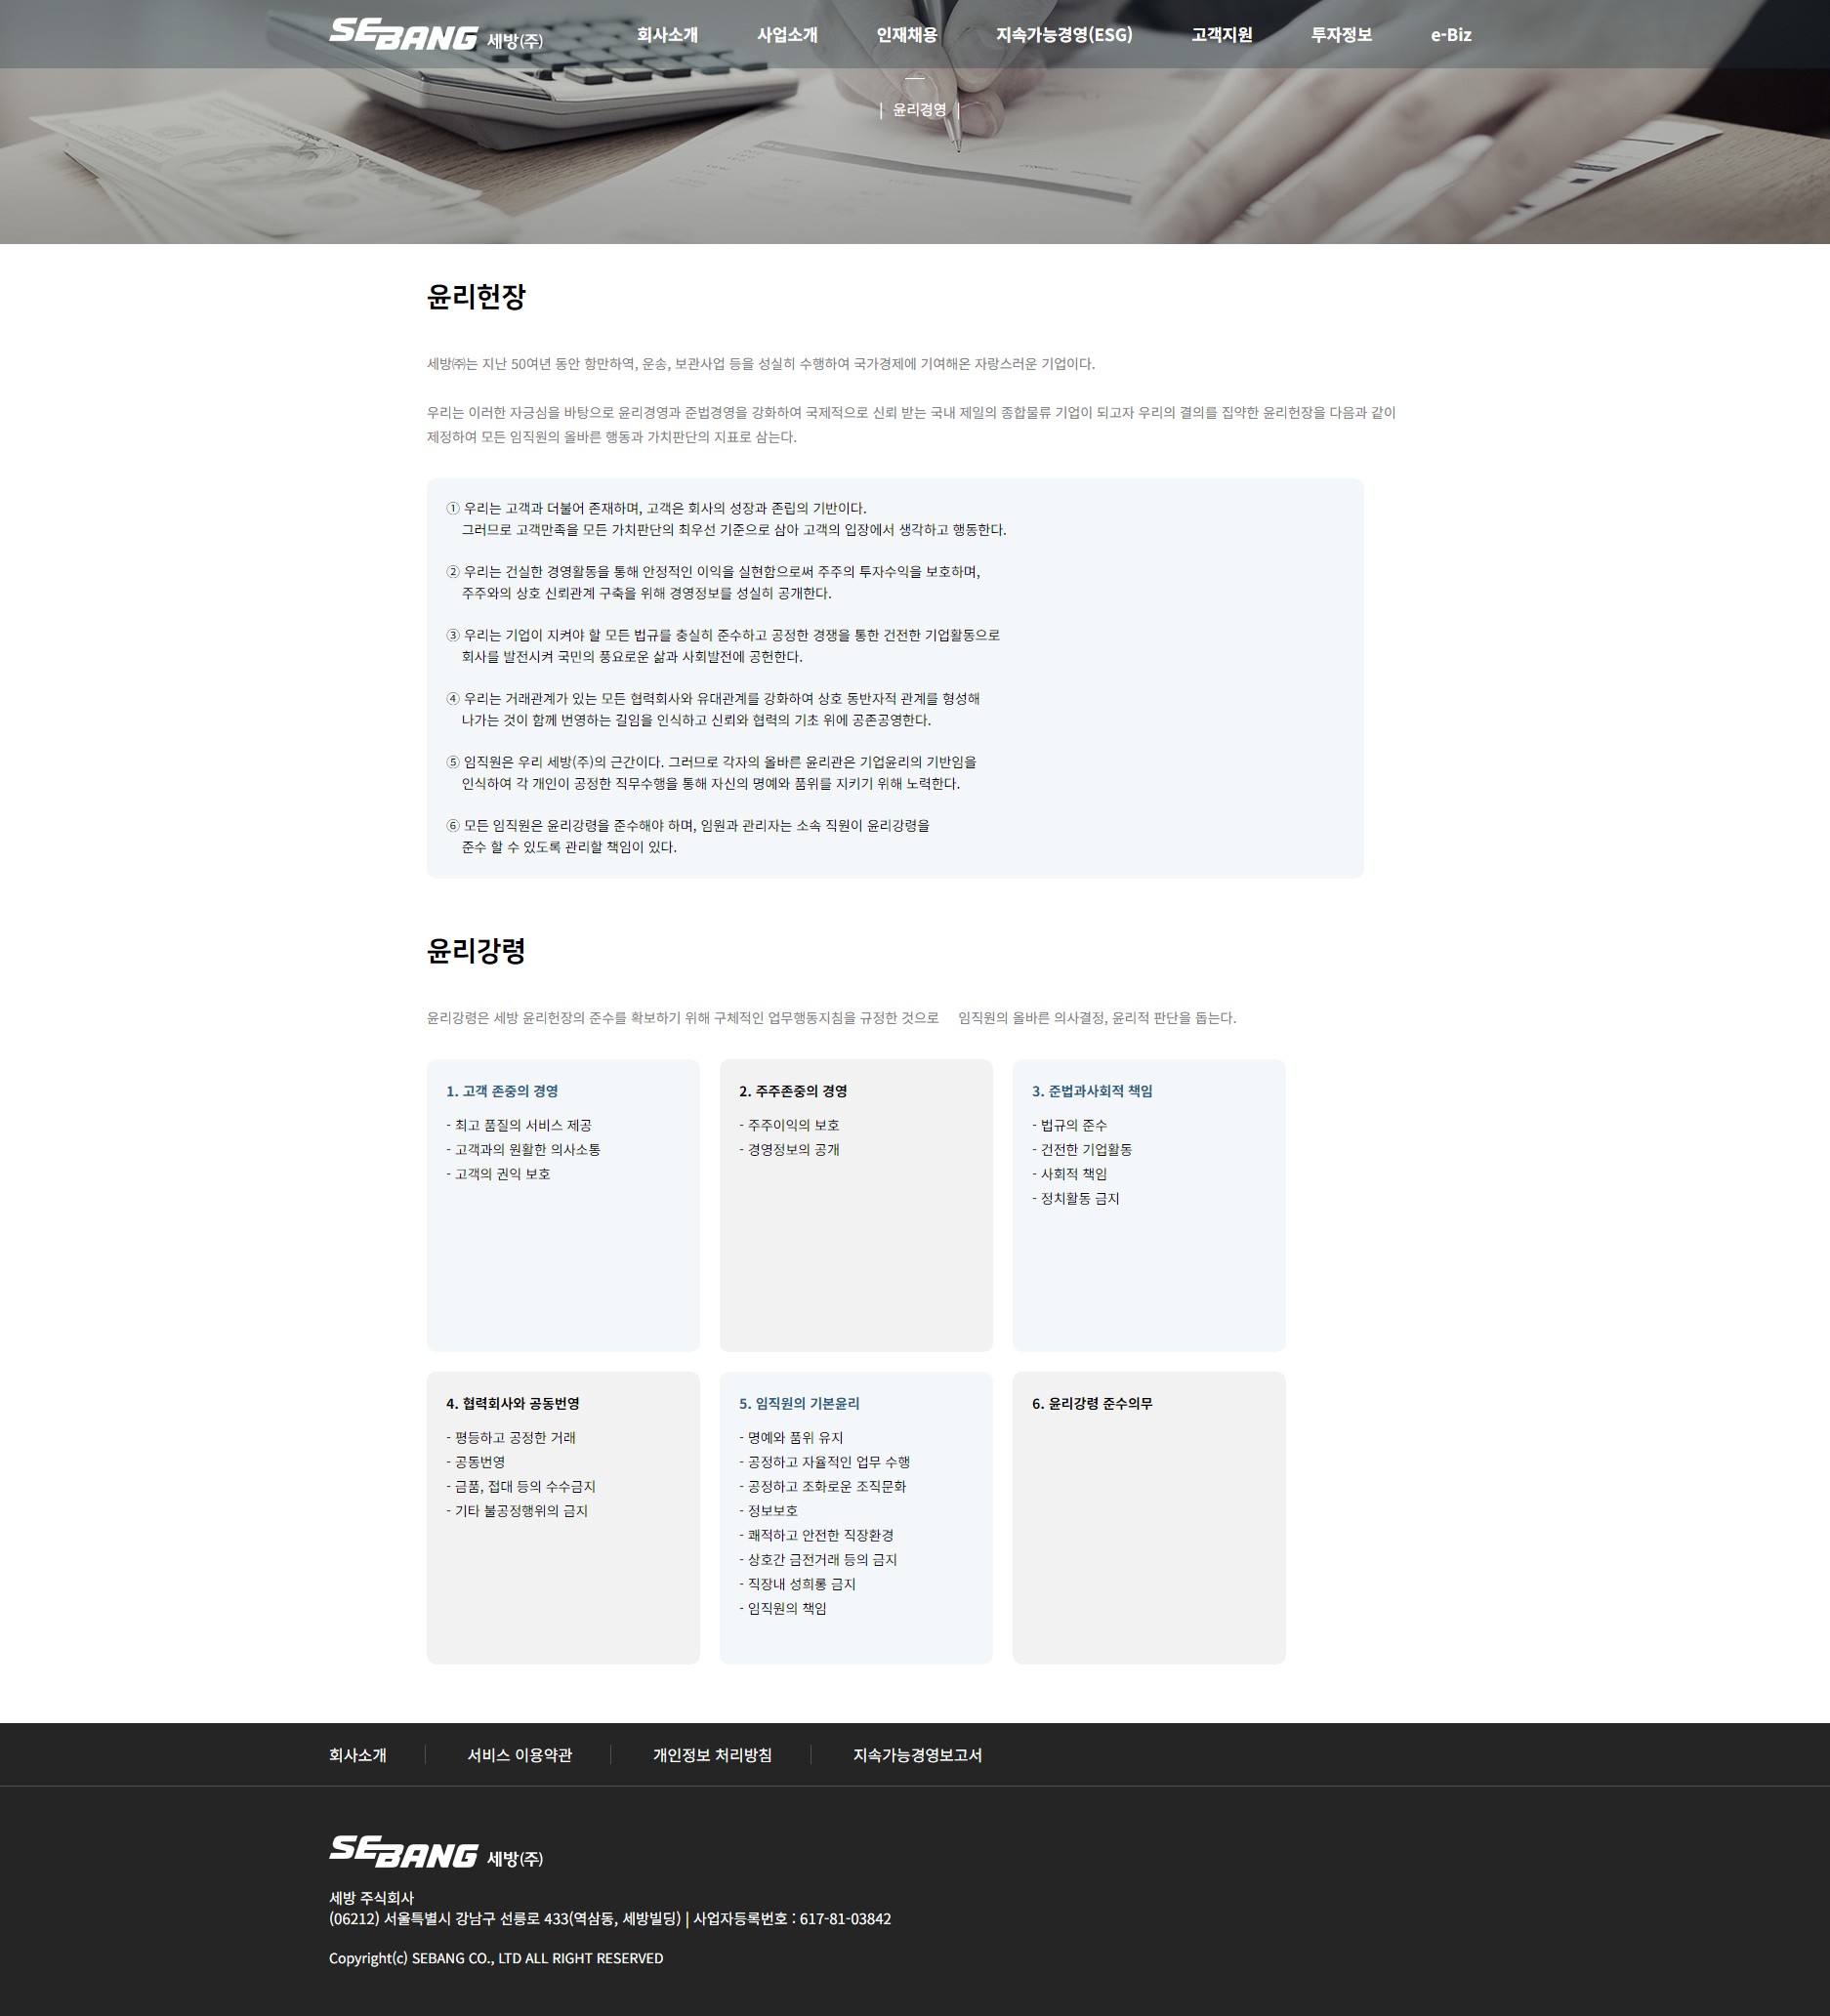 SEBANG 세방(주)
회사소개
사업소개
인재채용
지속가능경영(ESG)
고객지원
투자정보
e-Biz
| 윤리경영 |
윤리헌장
세방㈜는 지난 50여년 동안 항만하역, 운송, 보관사업 등을 성실히 수행하여 국가경제에 기여해온 자랑스러운 기업이다.
우리는 이러한 자긍심을 바탕으로 윤리경영과 준법경영을 강화하여 국제적으로 신뢰 받는 국내 제일의 종합물류 기업이 되고자 우리의 결의를 집약한 윤리헌장을 다음과 같이
제정하여 모든 임직원의 올바른 행동과 가치판단의 지표로 삼는다.
① 우리는 고객과 더불어 존재하며, 고객은 회사의 성장과 존립의 기반이다.
그러므로 고객만족을 모든 가치판단의 최우선 기준으로 삼아 고객의 입장에서 생각하고 행동한다.
② 우리는 건실한 경영활동을 통해 안정적인 이익을 실현함으로써 주주의 투자수익을 보호하며,
주주와의 상호 신뢰관계 구축을 위해 경영정보를 성실히 공개한다.
③ 우리는 기업이 지켜야 할 모든 법규를 충실히 준수하고 공정한 경쟁을 통한 건전한 기업활동으로
회사를 발전시켜 국민의 풍요로운 삶과 사회발전에 공헌한다.
④ 우리는 거래관계가 있는 모든 협력회사와 유대관계를 강화하여 상호 동반자적 관계를 형성해
나가는 것이 함께 번영하는 길임을 인식하고 신뢰와 협력의 기초 위에 공존공영한다.
⑤ 임직원은 우리 세방(주)의 근간이다. 그러므로 각자의 올바른 윤리관은 기업윤리의 기반임을
인식하여 각 개인이 공정한 직무수행을 통해 자신의 명예와 품위를 지키기 위해 노력한다.
⑥ 모든 임직원은 윤리강령을 준수해야 하며, 임원과 관리자는 소속 직원이 윤리강령을
준수 할 수 있도록 관리할 책임이 있다.
윤리강령
윤리강령은 세방 윤리헌장의 준수를 확보하기 위해 구체적인 업무행동지침을 규정한 것으로 임직원의 올바른 의사결정, 윤리적 판단을 돕는다.
1. 고객 존중의 경영
- 최고 품질의 서비스 제공
- 고객과의 원활한 의사소통
- 고객의 권익 보호
2. 주주존중의 경영
- 주주이익의 보호
- 경영정보의 공개
3. 준법과사회적 책임
- 법규의 준수
- 건전한 기업활동
- 사회적 책임
- 정치활동 금지
4. 협력회사와 공동번영
- 평등하고 공정한 거래
- 공동번영
- 금품, 접대 등의 수수금지
- 기타 불공정행위의 금지
5. 임직원의 기본윤리
- 명예와 품위 유지
- 공정하고 자율적인 업무 수행
- 공정하고 조화로운 조직문화
- 정보보호
- 쾌적하고 안전한 직장환경
- 상호간 금전거래 등의 금지
- 직장내 성희롱 금지
- 임직원의 책임
6. 윤리강령 준수의무
회사소개
서비스 이용약관
개인정보 처리방침
지속가능경영보고서
SEBANG 세방(주)
세방 주식회사
(06212) 서울특별시 강남구 선릉로 433(역삼동, 세방빌딩) | 사업자등록번호 : 617-81-03842
Copyright(c) SEBANG CO., LTD ALL RIGHT RESERVED